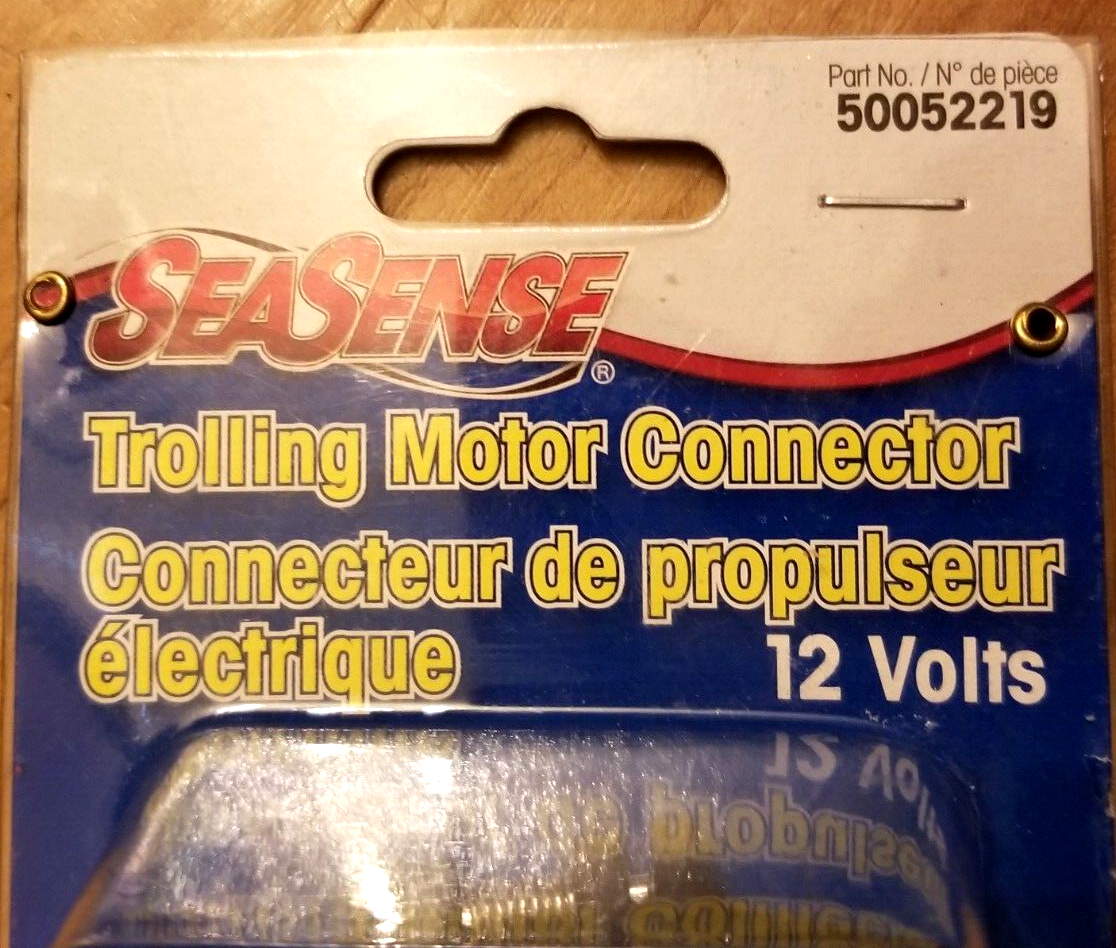 Part No. / N° de pièce
50052219
SEASENSE®
Trolling Motor Connector
Connecteur de propulseur
électrique
12 Volts